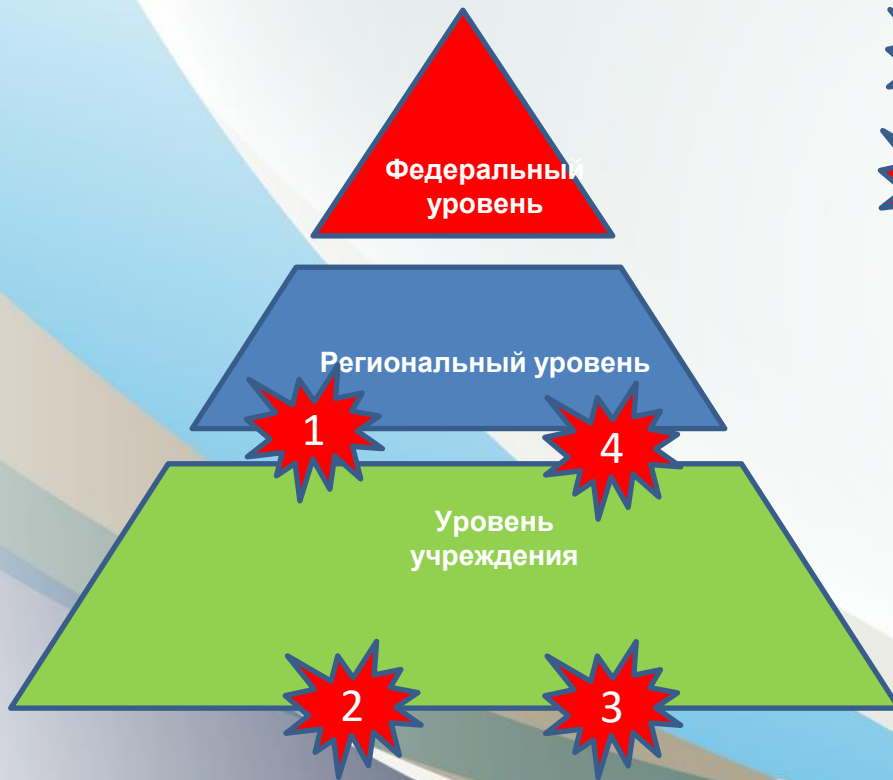 Федеральный
уровень
Региональный уровень
1
4
Уровень
учреждения
2
3